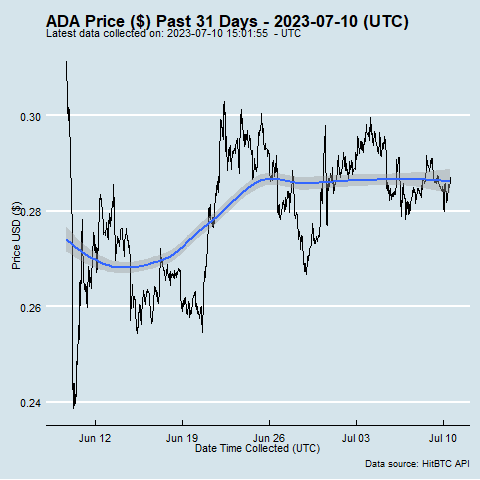 ADA Price ($) Past 31 Days - 2023-07-10 (UTC)
Latest data collected on: 2023-07-10 15:01:55 - UTC
0.30
0.28
0.26
0.24
Price USD ($)
Jun 12 Jun 19 Jun 26 Jul 03 Jul 10
Date Time Collected (UTC)
Data source: HitBTC API